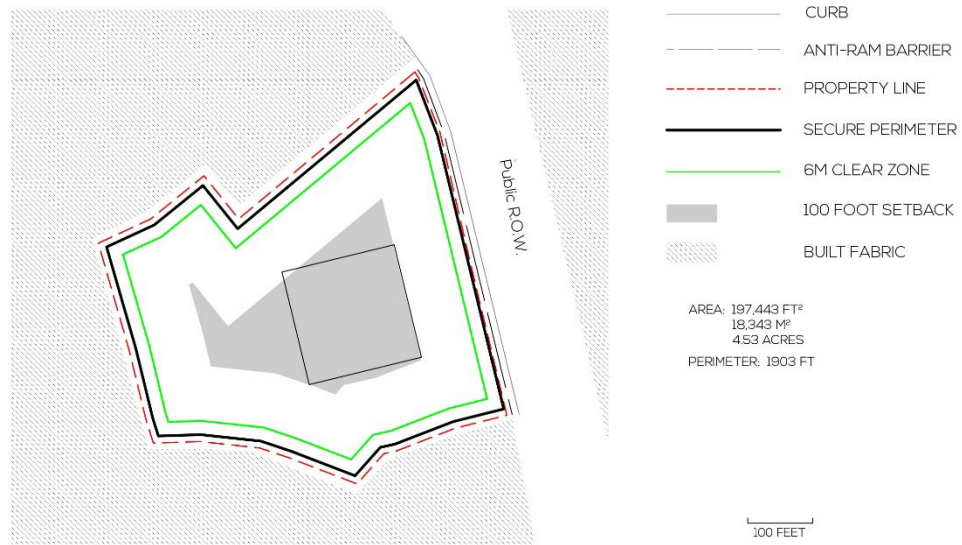 CURB
ANTI-RAM BARRIER
PROPERTY LINE
SECURE PERIMETER
6M CLEAR ZONE
100 FOOT SETBACK
BUILT FABRIC
Public R.O.W.
AREA: 197,443 FT²
18,343 M²
4.53 ACRES
PERIMETER: 1903 FT
100 FEET